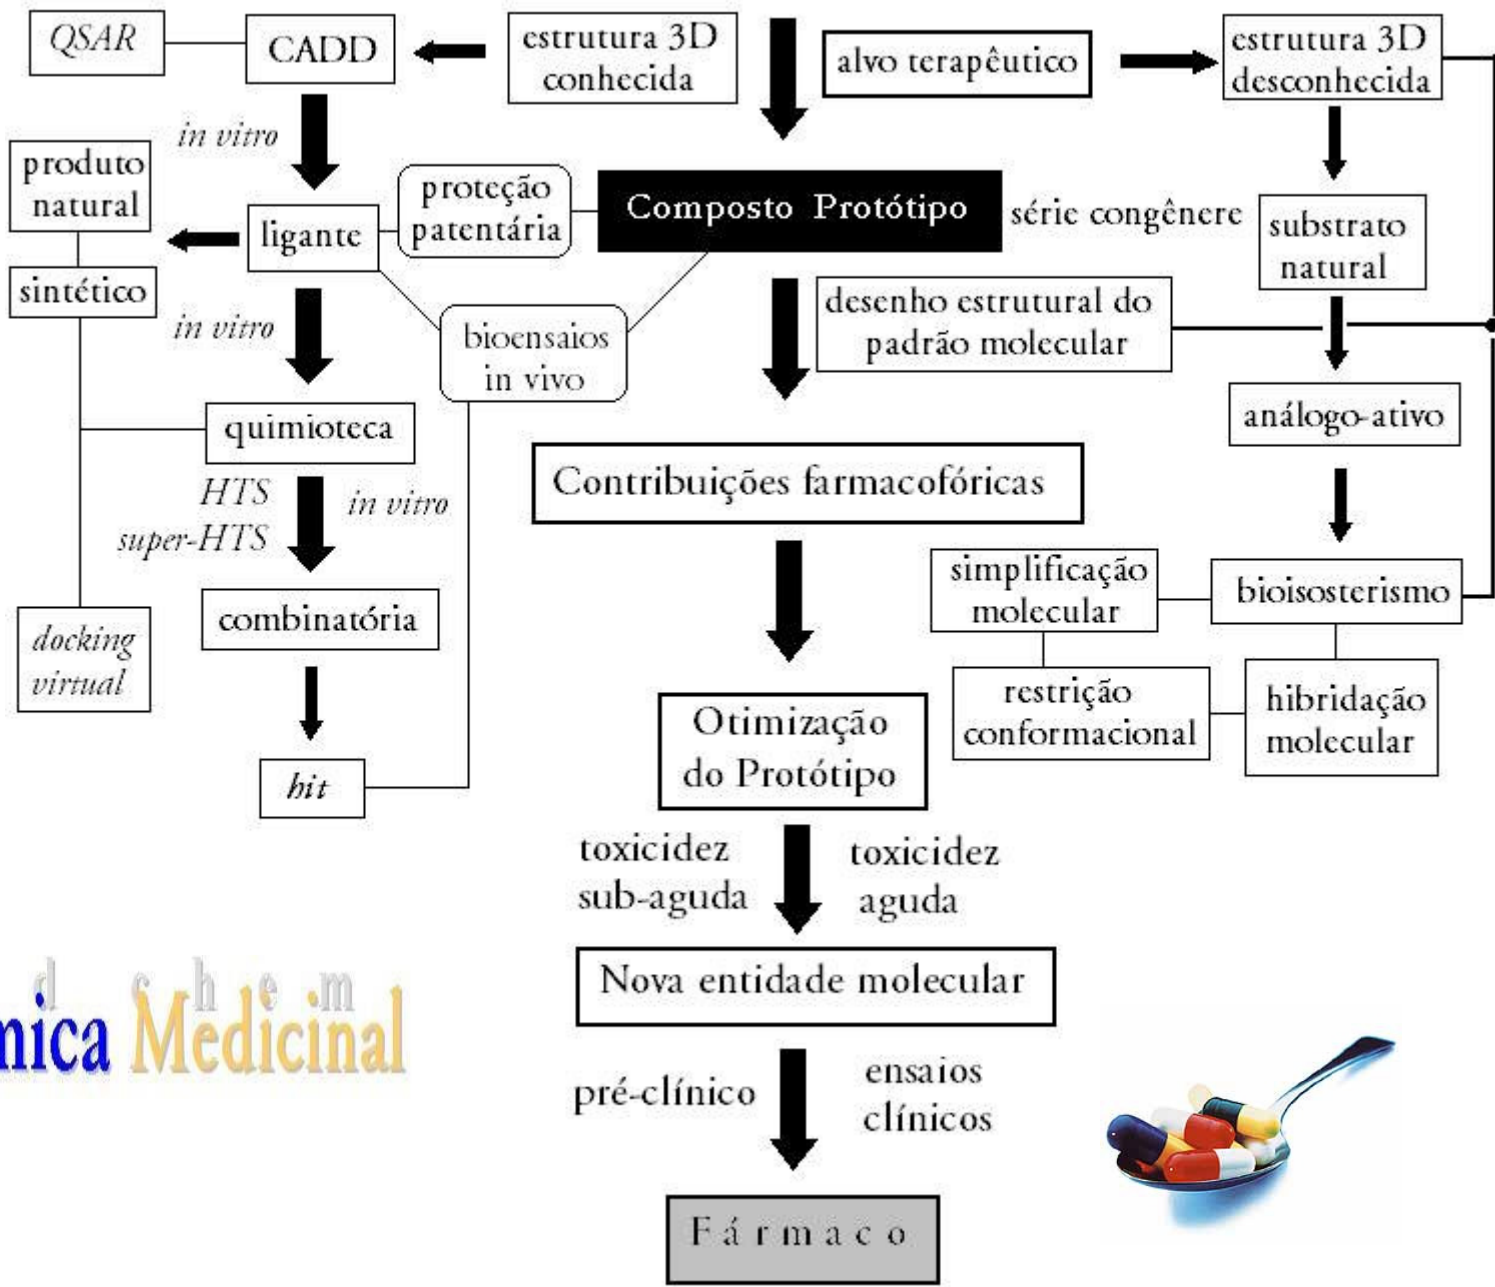 QSAR
CADD
estrutura 3D
conhecida
alvo terapêutico
estrutura 3D
desconhecida
in vitro
produto
natural
ligante
proteção
patentária
Composto Protótipo
série congênere
substrato
natural
sintético
in vitro
bioensaios
in vivo
desenho estrutural do
padrão molecular
análogo-ativo
quimioteca
HTS
super-HTS
in vitro
Contribuições farmacofóricas
combinatória
simplificação
molecular
bioisosterismo
docking
virtual
restrição
conformacional
hibridação
molecular
hit
Otimização
do Protótipo
toxicidez
sub-aguda
toxicidez
aguda
Nova entidade molecular
d c h e m
mica Medicinal
pré-clínico
ensaios
clínicos
Fármaco